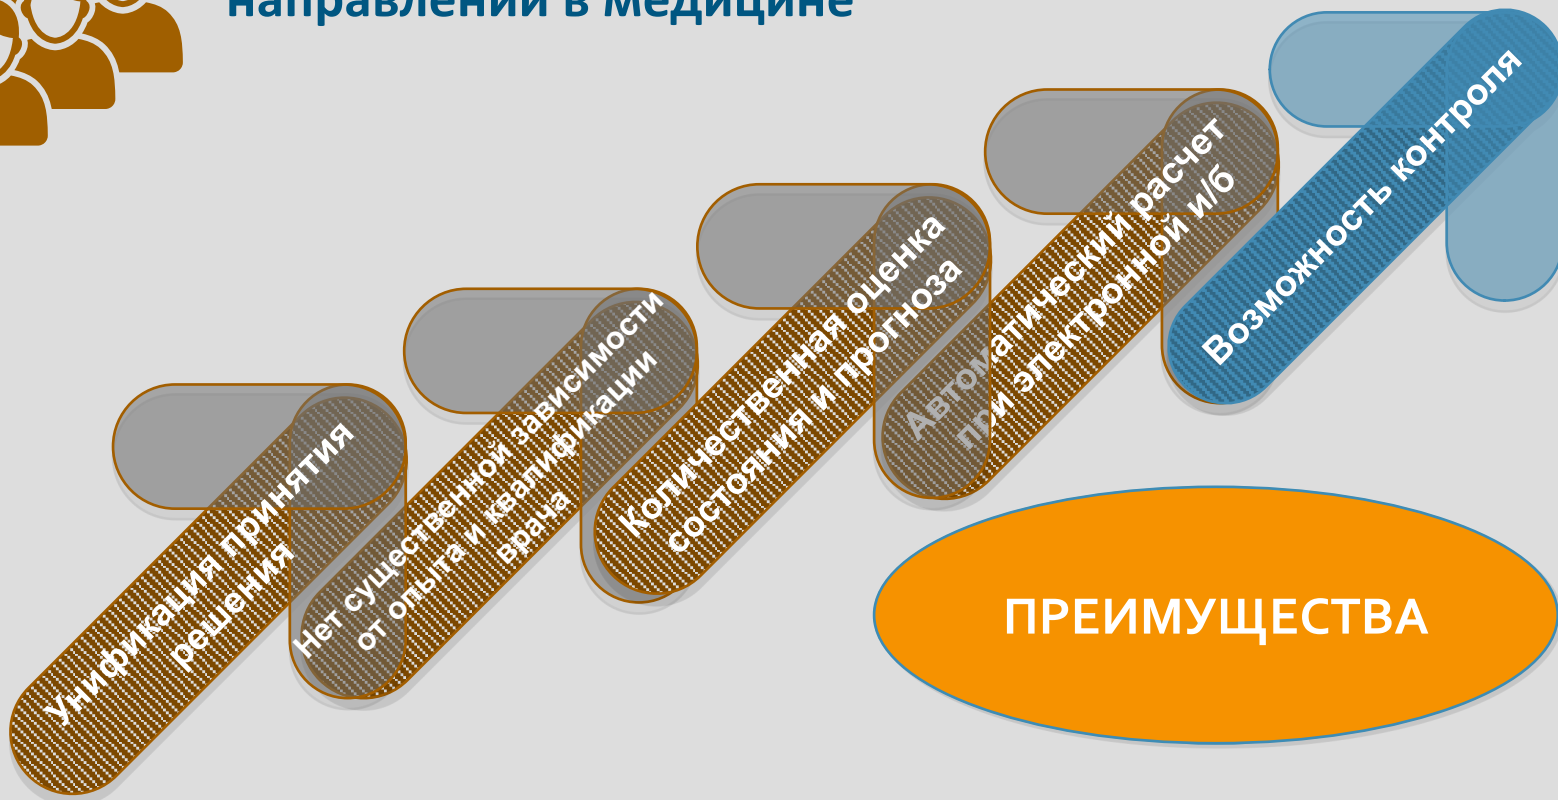 направлений в медицине
Унификация принятия
решения
Нет существенной зависимости
от опыта и квалификации
врача
Количественная оценка
состояния и прогноза
Автоматический расчет
при электронной и/б
Возможность контроля
ПРЕИМУЩЕСТВА